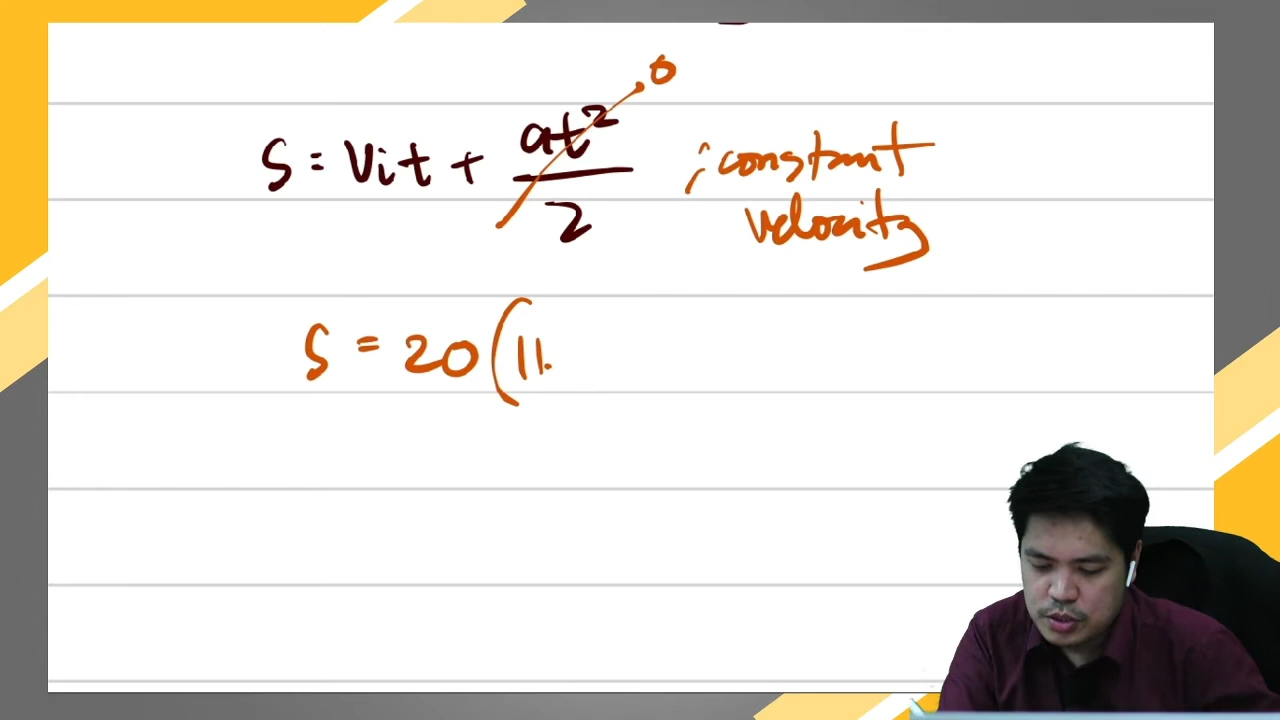 0
S = Vit + at²/2 ; constant
velocity
S = 20 (11.